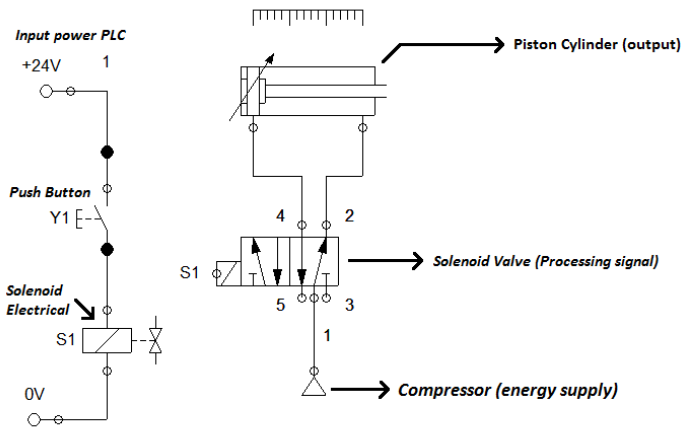 Input power PLC
+24V
1
Push Button
Y1
Solenoid
Electrical
S1
0V
Piston Cylinder (output)
4
2
S1
Solenoid Valve (Processing signal)
5
3
1
Compressor (energy supply)